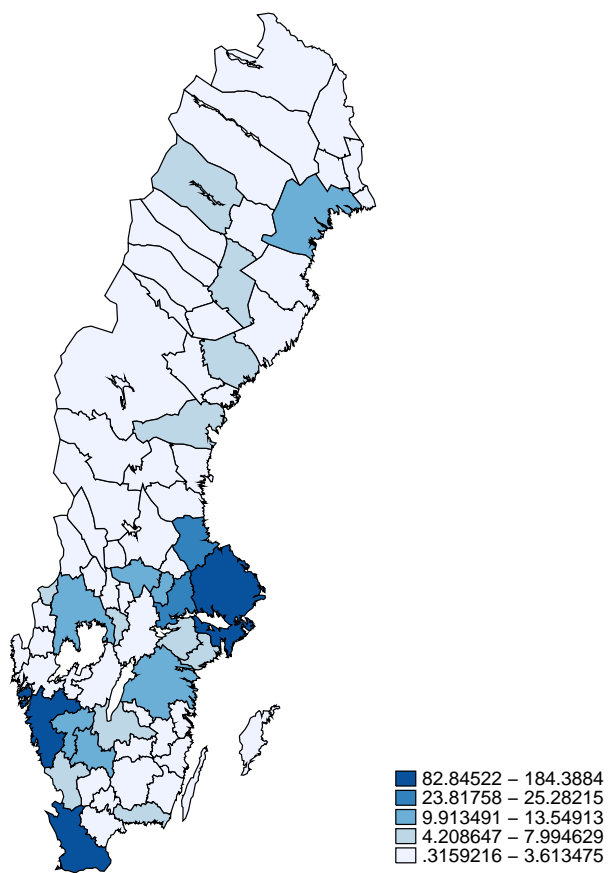 82.84522 – 184.3884
23.81758 – 25.28215
9.913491 – 13.54913
4.208647 – 7.994629
.3159216 – 3.613475